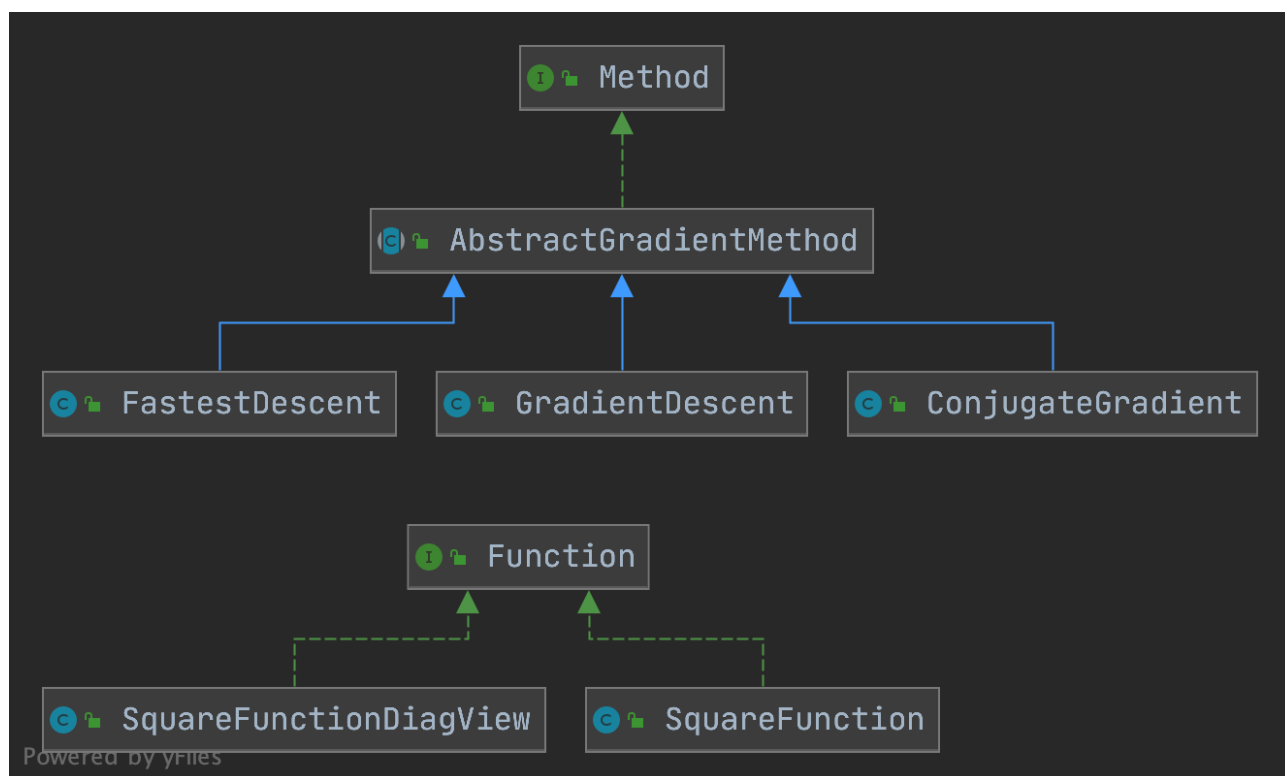 Method
AbstractGradientMethod
FastestDescent
GradientDescent
ConjugateGradient
Function
SquareFunctionDiagView
SquareFunction
Powered by yFiles